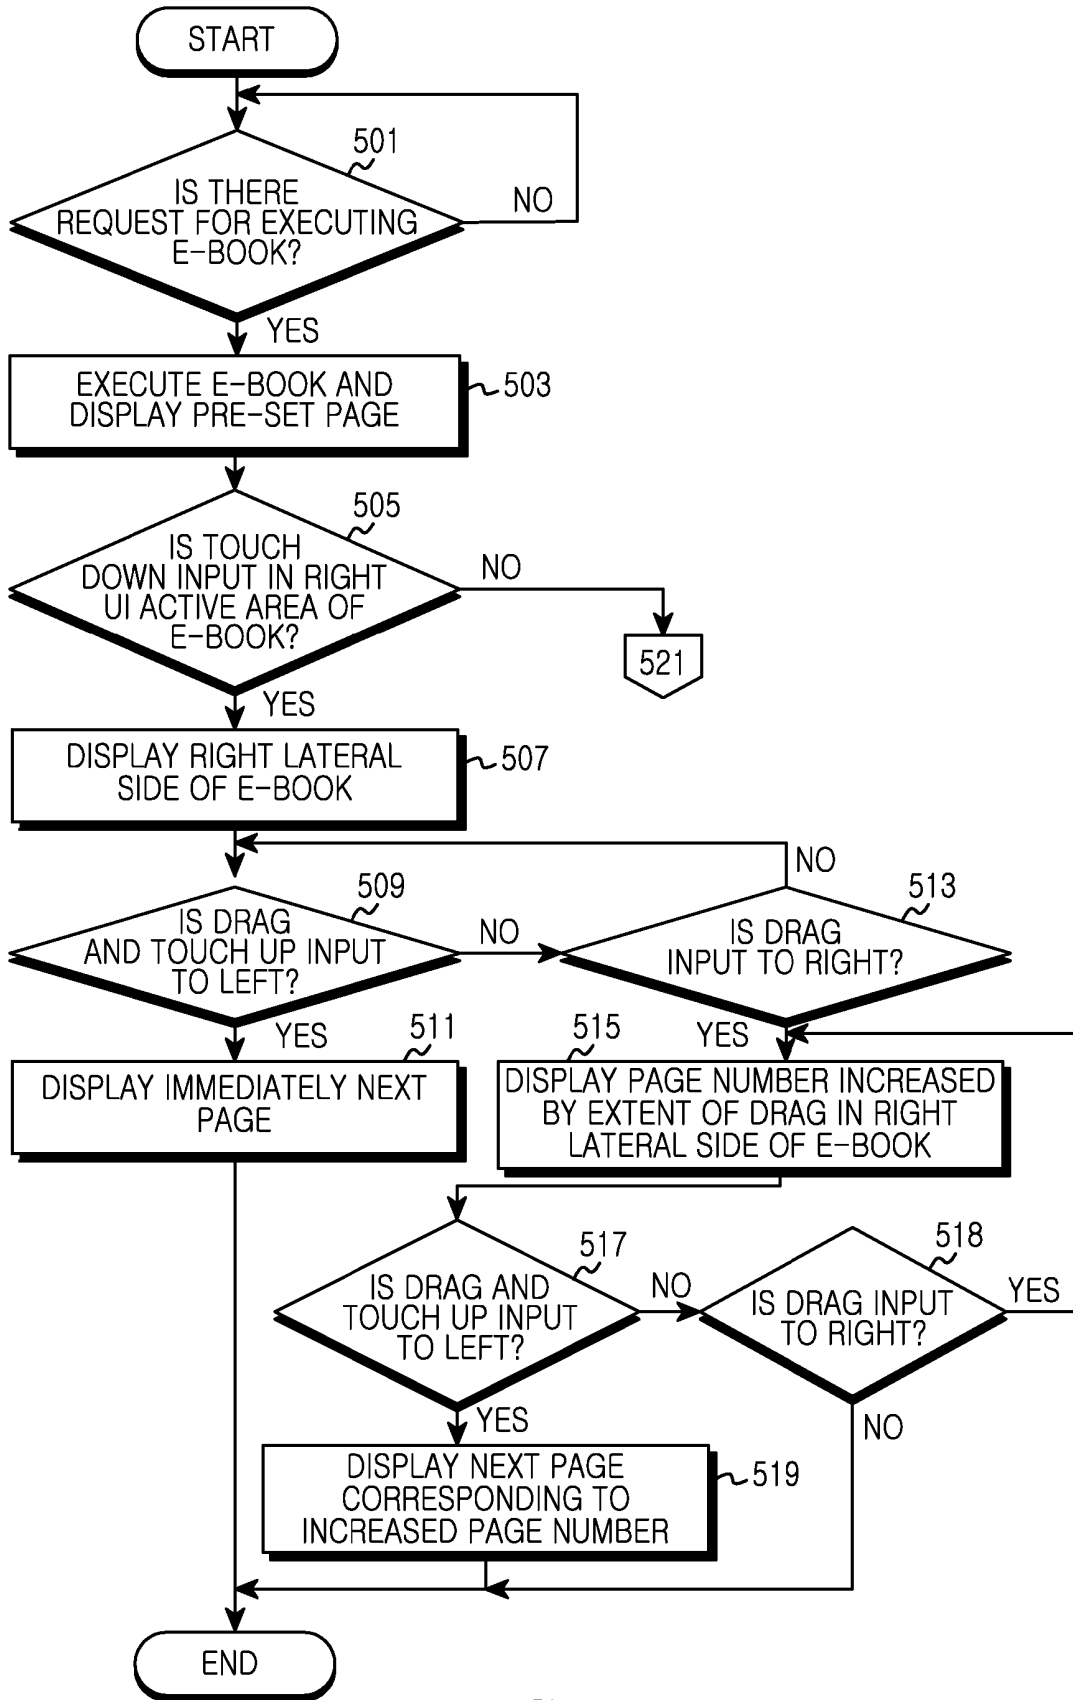 START
501
IS THERE
REQUEST FOR EXECUTING
E-BOOK?
NO
YES
EXECUTE E-BOOK AND
DISPLAY PRE-SET PAGE
503
505
IS TOUCH
DOWN INPUT IN RIGHT
UI ACTIVE AREA OF
E-BOOK?
NO
521
YES
DISPLAY RIGHT LATERAL
SIDE OF E-BOOK
507
NO
509
IS DRAG
AND TOUCH UP INPUT
TO LEFT?
NO
513
IS DRAG
INPUT TO RIGHT?
YES
511
DISPLAY IMMEDIATELY NEXT
PAGE
YES
515
DISPLAY PAGE NUMBER INCREASED
BY EXTENT OF DRAG IN RIGHT
LATERAL SIDE OF E-BOOK
517
IS DRAG AND
TOUCH UP INPUT
TO LEFT?
NO
518
IS DRAG INPUT
TO RIGHT?
YES
YES
NO
DISPLAY NEXT PAGE
CORRESPONDING TO
INCREASED PAGE NUMBER
519
END